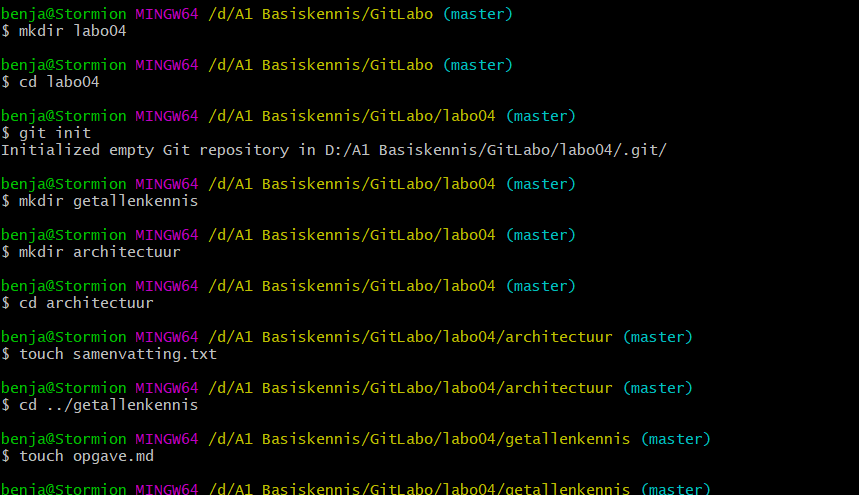 benja@Stormion MINGW64 /d/A1 Basiskennis/GitLabo (master)
$ mkdir labo04
benja@Stormion MINGW64 /d/A1 Basiskennis/GitLabo (master)
$ cd labo04
benja@Stormion MINGW64 /d/A1 Basiskennis/GitLabo/labo04 (master)
$ git init
Initialized empty Git repository in D:/A1 Basiskennis/GitLabo/labo04/.git/
benja@Stormion MINGW64 /d/A1 Basiskennis/GitLabo/labo04 (master)
$ mkdir getallenkennis
benja@Stormion MINGW64 /d/A1 Basiskennis/GitLabo/labo04 (master)
$ mkdir architectuur
benja@Stormion MINGW64 /d/A1 Basiskennis/GitLabo/labo04 (master)
$ cd architectuur
benja@Stormion MINGW64 /d/A1 Basiskennis/GitLabo/labo04/architectuur (master)
$ touch samenvatting.txt
benja@Stormion MINGW64 /d/A1 Basiskennis/GitLabo/labo04/architectuur (master)
$ cd ../getallenkennis
benja@Stormion MINGW64 /d/A1 Basiskennis/GitLabo/labo04/getallenkennis (master)
$ touch opgave.md
benja@Stormion MINGW64 /d/A1 Basiskennis/GitLabo/labo04/getallenkennis (master)